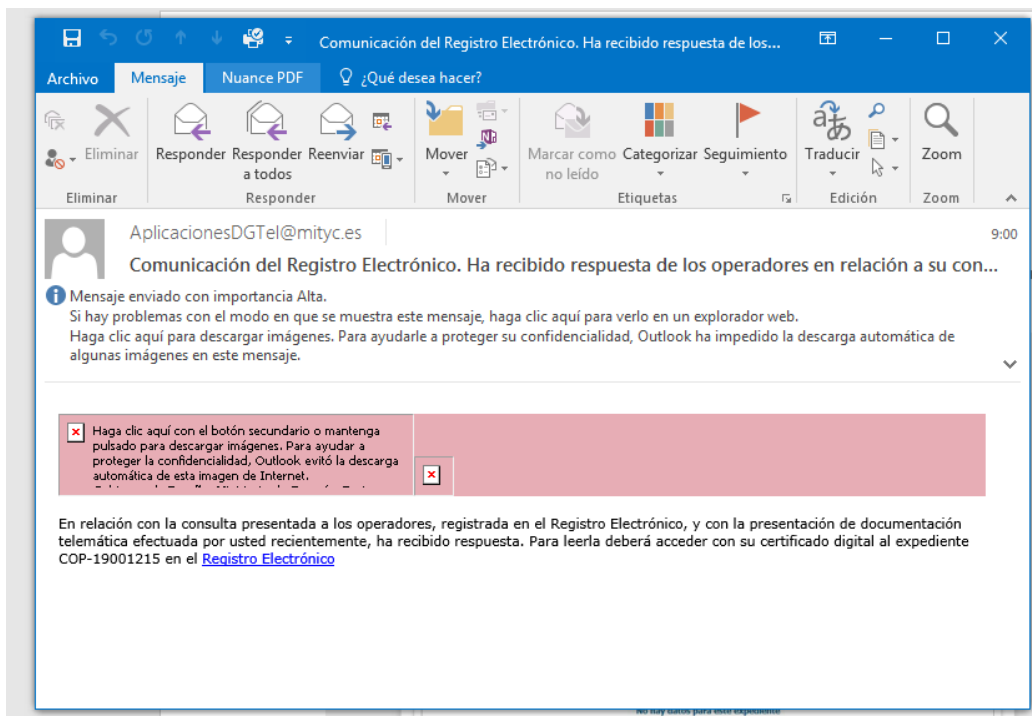 Comunicación del Registro Electrónico. Ha recibido respuesta de los...
Archivo Mensaje Nuance PDF ¿Qué desea hacer?
Eliminar
Responder
Responder
a todos
Reenviar
Mover
Marcar como
no leído
Categorizar
Seguimiento
Traducir
Zoom
Eliminar Responder Mover Etiquetas Edición Zoom
AplicacionesDGTel@mityc.es
9:00
Comunicación del Registro Electrónico. Ha recibido respuesta de los operadores en relación a su con...
Mensaje enviado con importancia Alta.
Si hay problemas con el modo en que se muestra este mensaje, haga clic aquí para verlo en un explorador web.
Haga clic aquí para descargar imágenes. Para ayudarle a proteger su confidencialidad, Outlook ha impedido la descarga automática de
algunas imágenes en este mensaje.
Haga clic aquí con el botón secundario o mantenga
pulsado para descargar imágenes. Para ayudar a
proteger la confidencialidad, Outlook evitó la descarga
automática de esta imagen de Internet.
En relación con la consulta presentada a los operadores, registrada en el Registro Electrónico, y con la presentación de documentación
telemática efectuada por usted recientemente, ha recibido respuesta. Para leerla deberá acceder con su certificado digital al expediente
COP-19001215 en el Registro Electrónico
No hay datos para este expediente